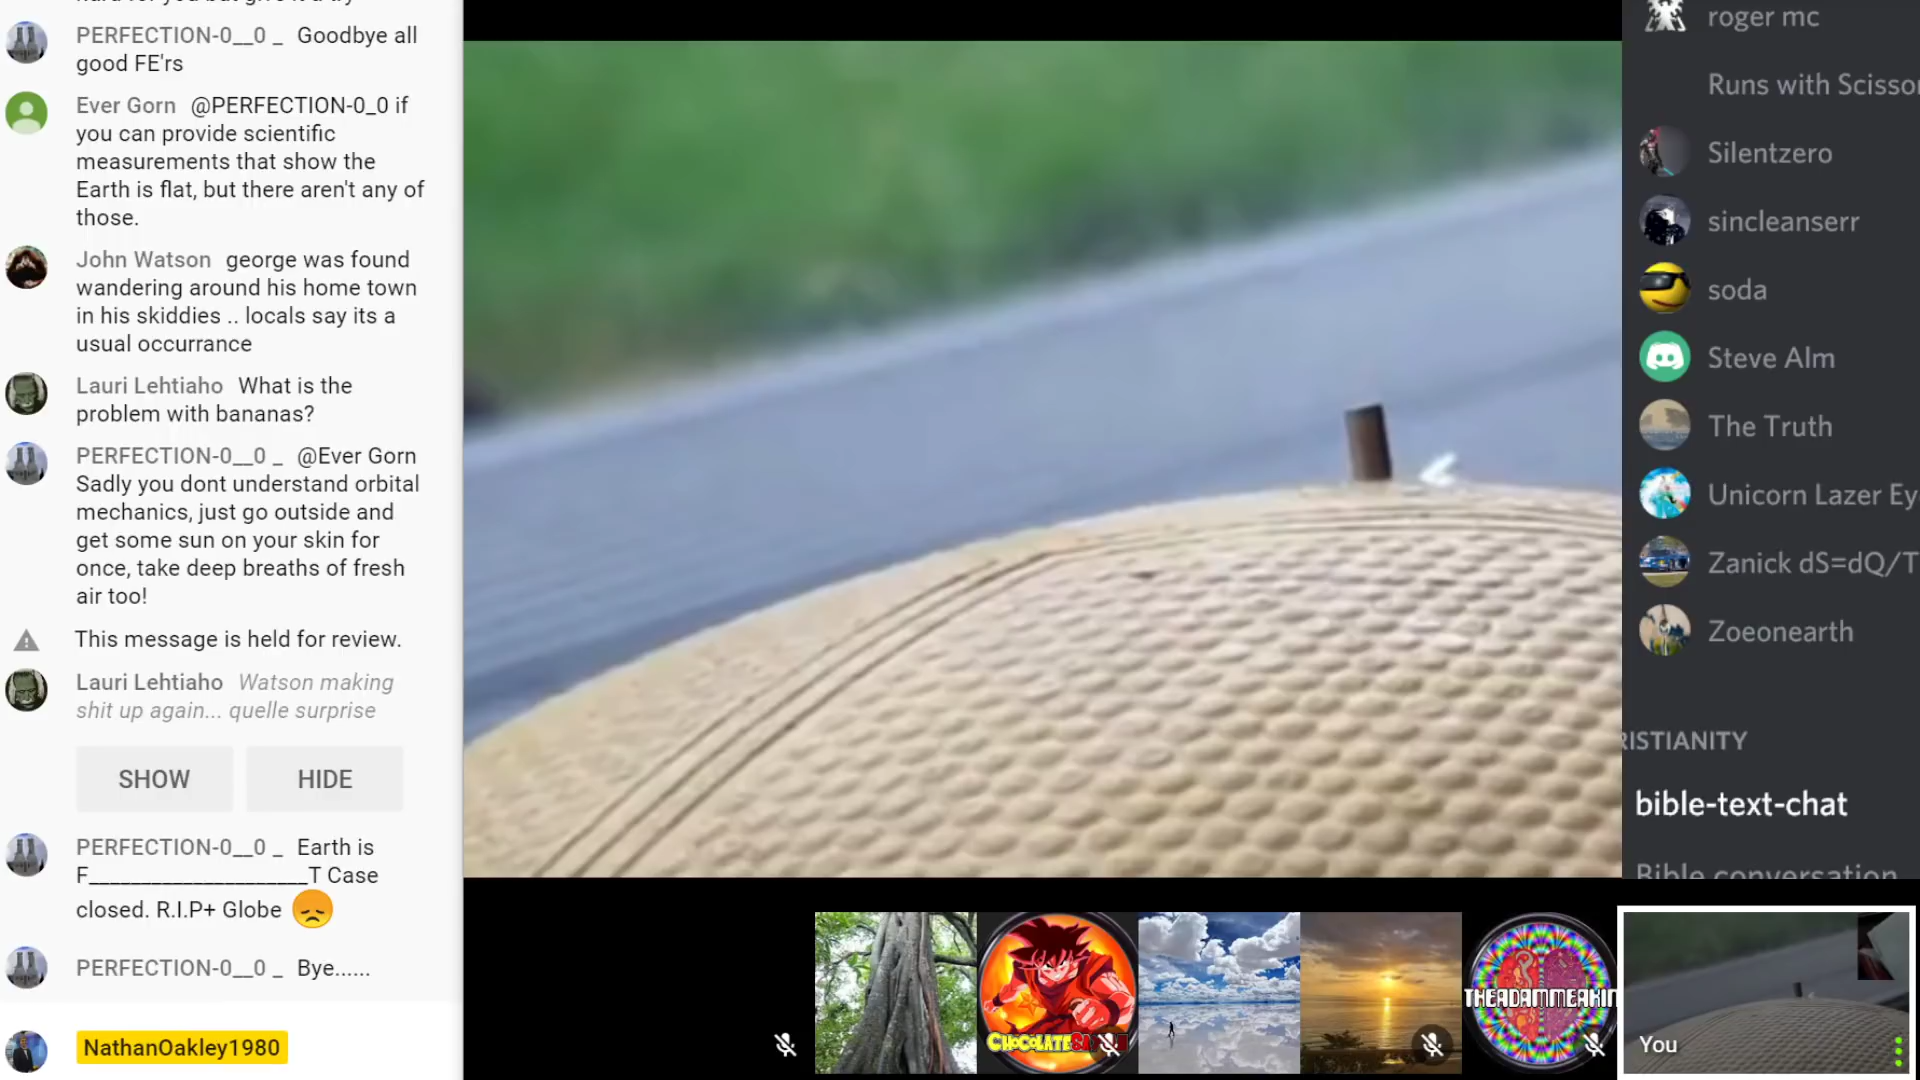 PERFECTION-0__0 _ Goodbye all
good FE'rs
Ever Gorn @PERFECTION-0_0 if
you can provide scientific
measurements that show the
Earth is flat, but there aren't any of
those.
John Watson george was found
wandering around his home town
in his skiddies .. locals say its a
usual occurrance
Lauri Lehtiaho What is the
problem with bananas?
PERFECTION-0__0 _ @Ever Gorn
Sadly you dont understand orbital
mechanics, just go outside and
get some sun on your skin for
once, take deep breaths of fresh
air too!
This message is held for review.
Lauri Lehtiaho Watson making
shit up again... quelle surprise
SHOW HIDE
PERFECTION-0__0 _ Earth is
F____________________T Case
closed. R.I.P+ Globe
PERFECTION-0__0 _ Bye......
NathanOakley1980
roger mc
Runs with Scissor
Silentzero
sincleanserr
soda
Steve Alm
The Truth
Unicorn Lazer Ey
Zanick dS=dQ/T
Zoeonearth
RISTIANITY
bible-text-chat
Bible conversation
THEADAMMEAKIN
You